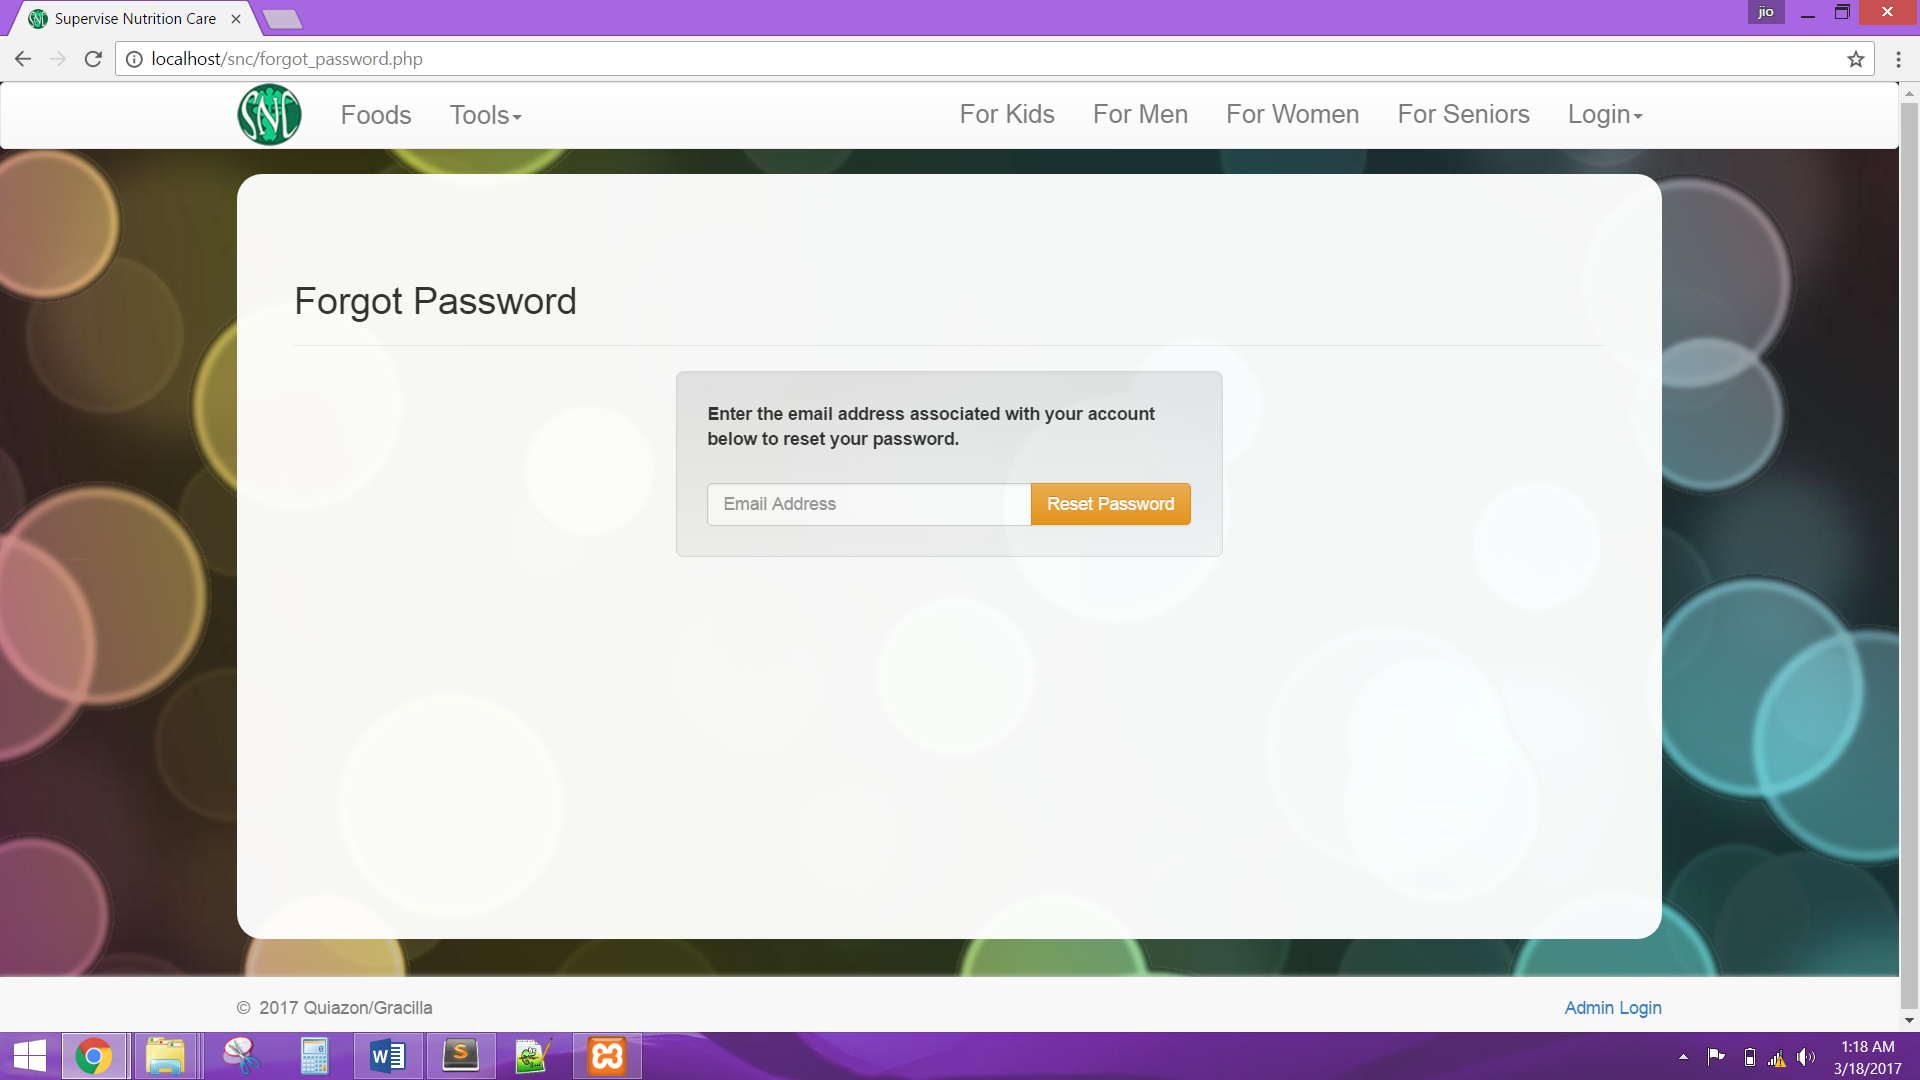 Supervise Nutrition Care
jio
localhost/snc/forgot_password.php
SNC Foods Tools For Kids For Men For Women For Seniors Login
Forgot Password
Enter the email address associated with your account
below to reset your password.
Email Address Reset Password
© 2017 Quiazon/Gracilla Admin Login
1:18 AM
3/18/2017